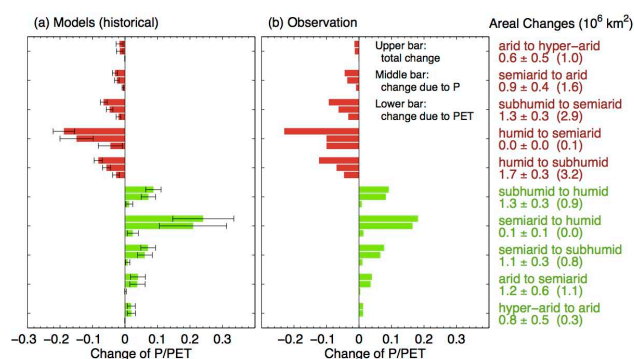 (a) Models (historical)
(b) Observation
Areal Changes (10⁶ km²)
Upper bar:
total change
Middle bar:
change due to P
Lower bar:
change due to PET
arid to hyper−arid
0.6 ± 0.5 (1.0)
semiarid to arid
0.9 ± 0.4 (1.6)
subhumid to semiarid
1.3 ± 0.3 (2.9)
humid to semiarid
0.0 ± 0.0 (0.1)
humid to subhumid
1.7 ± 0.3 (3.2)
subhumid to humid
1.3 ± 0.3 (0.9)
semiarid to humid
0.1 ± 0.1 (0.0)
semiarid to subhumid
1.1 ± 0.3 (0.8)
arid to semiarid
1.2 ± 0.6 (1.1)
hyper−arid to arid
0.8 ± 0.5 (0.3)
−0.3 −0.2 −0.1 0 0.1 0.2 0.3
−0.2 −0.1 0 0.1 0.2 0.3 0.4
Change of P/PET
Change of P/PET